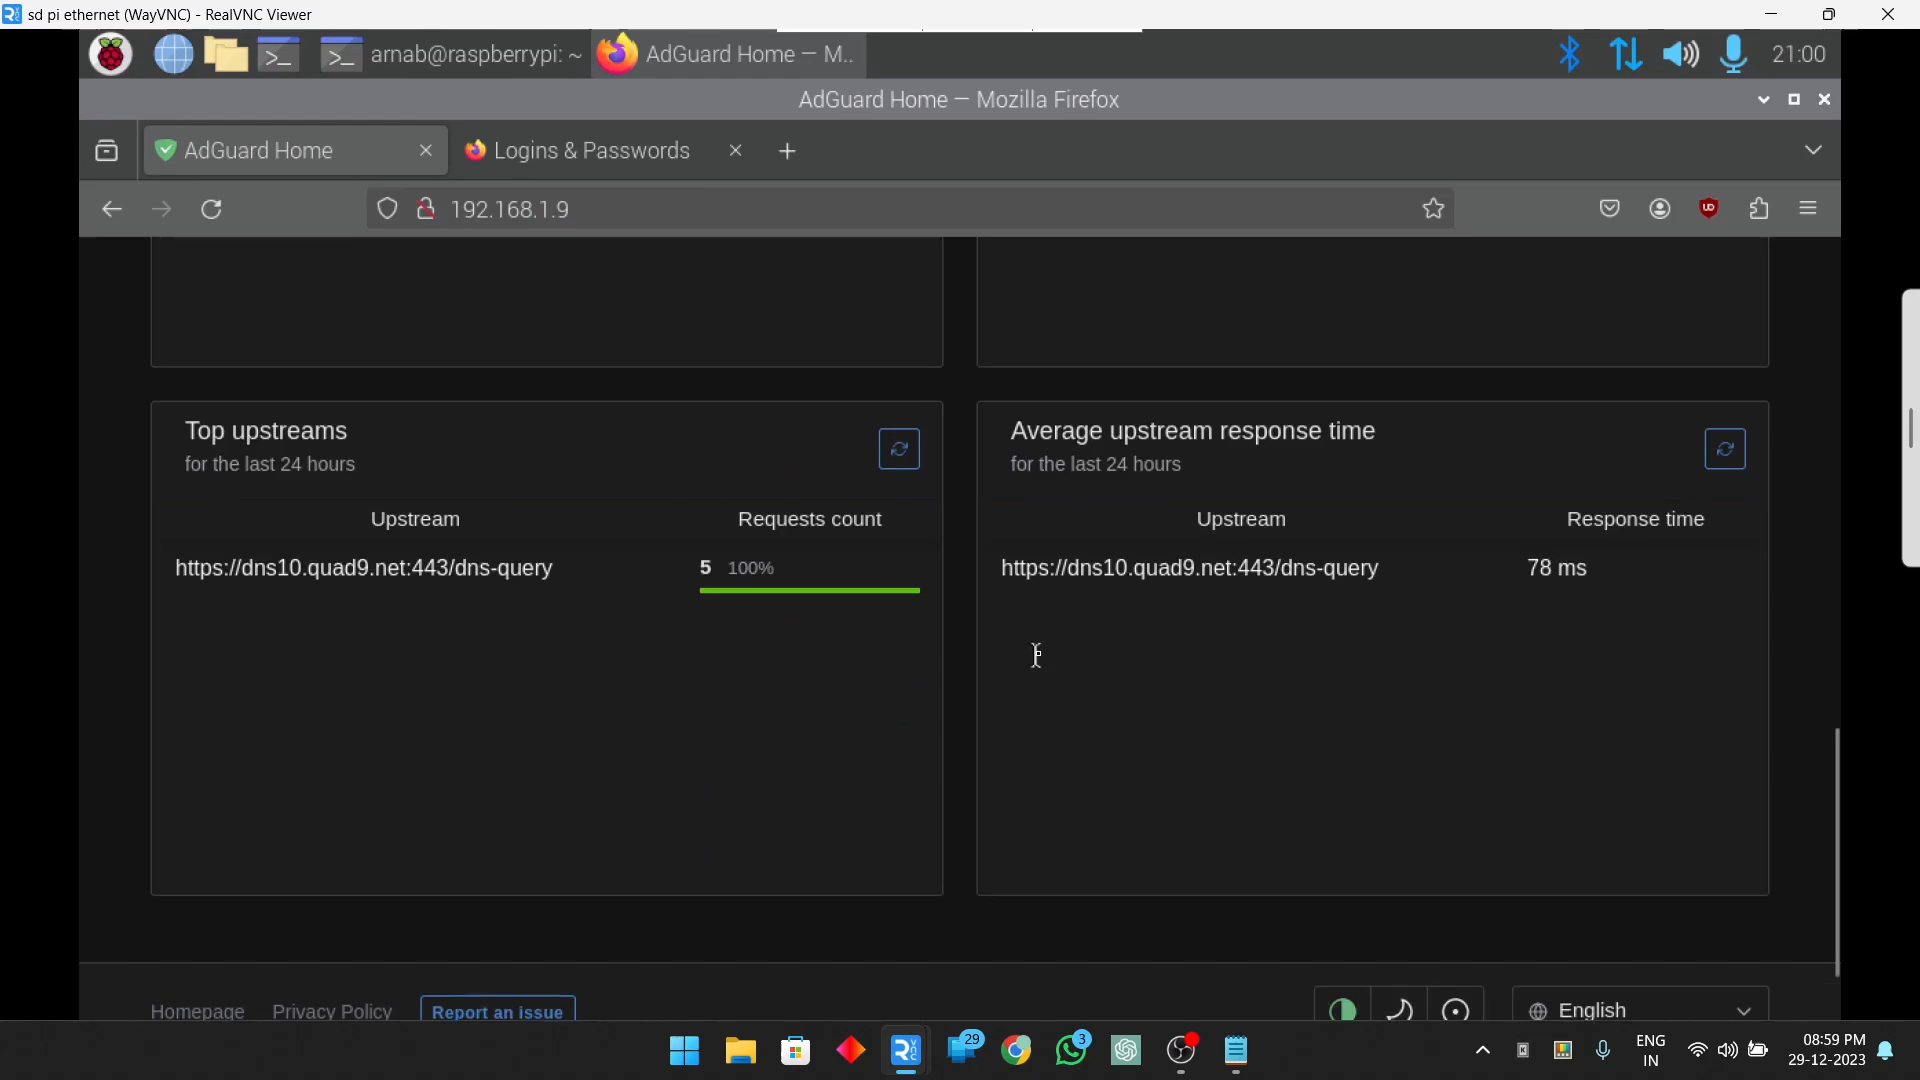 sd pi ethernet (WayVNC) - RealVNC Viewer
arnab@raspberrypi: ~
AdGuard Home — M..
21:00
AdGuard Home — Mozilla Firefox
AdGuard Home
Logins & Passwords
192.168.1.9
Top upstreams
for the last 24 hours
Upstream
Requests count
https://dns10.quad9.net:443/dns-query
5 100%
Average upstream response time
for the last 24 hours
Upstream
Response time
https://dns10.quad9.net:443/dns-query
78 ms
Homepage
Privacy Policy
Report an issue
English
29
3
ENG
IN
08:59 PM
29-12-2023